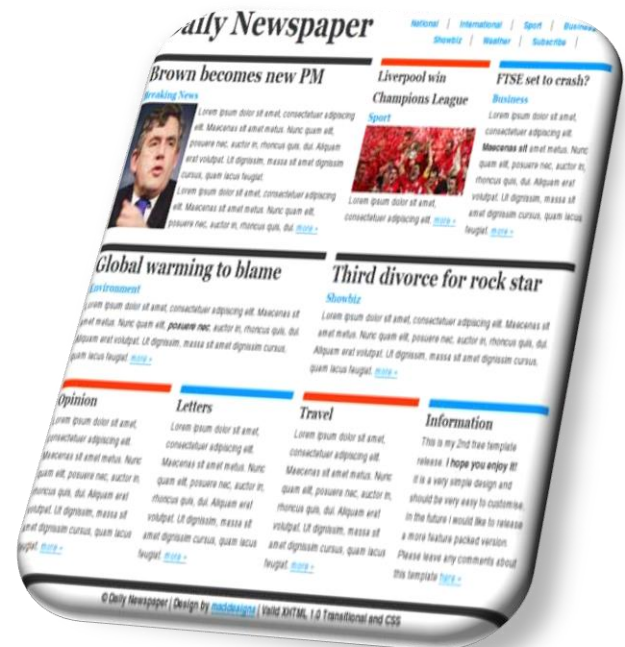 Daily Newspaper
National | International | Sport | Business
Showbiz | Weather | Subscribe |
Brown becomes new PM
Breaking News
Lorem ipsum dolor sit amet, consectetuer adipiscing
elit. Maecenas sit amet metus. Nunc quam elit,
posuere nec, auctor in, rhoncus quis, dui. Aliquam
erat volutpat. Ut dignissim, massa sit amet dignissim
cursus, quam lacus feugiat.
Lorem ipsum dolor sit amet, consectetuer adipiscing
elit. Maecenas sit amet metus. Nunc quam elit,
posuere nec, auctor in, rhoncus quis, dui. more »
Liverpool win
Champions League
Sport
Lorem ipsum dolor sit amet,
consectetuer adipiscing elit. more »
FTSE set to crash?
Business
Lorem ipsum dolor sit amet,
consectetuer adipiscing elit.
Maecenas sit amet metus. Nunc
quam elit, posuere nec, auctor in,
rhoncus quis, dui. Aliquam erat
volutpat. Ut dignissim, massa sit
amet dignissim cursus, quam lacus
feugiat. more »
Global warming to blame
Environment
Lorem ipsum dolor sit amet, consectetuer adipiscing elit. Maecenas sit
amet metus. Nunc quam elit, posuere nec, auctor in, rhoncus quis, dui.
Aliquam erat volutpat. Ut dignissim, massa sit amet dignissim cursus,
quam lacus feugiat. more »
Third divorce for rock star
Showbiz
Lorem ipsum dolor sit amet, consectetuer adipiscing elit. Maecenas sit
amet metus. Nunc quam elit, posuere nec, auctor in, rhoncus quis, dui.
Aliquam erat volutpat. Ut dignissim, massa sit amet dignissim cursus,
quam lacus feugiat. more »
Opinion
Lorem ipsum dolor sit amet,
consectetuer adipiscing elit.
Maecenas sit amet metus. Nunc
quam elit, posuere nec, auctor in,
rhoncus quis, dui. Aliquam erat
volutpat. Ut dignissim, massa sit
amet dignissim cursus, quam lacus
feugiat. more »
Letters
Lorem ipsum dolor sit amet,
consectetuer adipiscing elit.
Maecenas sit amet metus. Nunc
quam elit, posuere nec, auctor in,
rhoncus quis, dui. Aliquam erat
volutpat. Ut dignissim, massa sit
amet dignissim cursus, quam lacus
feugiat. more »
Travel
Lorem ipsum dolor sit amet,
consectetuer adipiscing elit.
Maecenas sit amet metus. Nunc
quam elit, posuere nec, auctor in,
rhoncus quis, dui. Aliquam erat
volutpat. Ut dignissim, massa sit
amet dignissim cursus, quam lacus
feugiat. more »
Information
This is my 2nd free template
release. I hope you enjoy it!
It is a very simple design and
should be very easy to customise.
In the future I would like to release
a more feature packed version.
Please leave any comments about
this template here »
© Daily Newspaper | Design by nodddesigns | Valid XHTML 1.0 Transitional and CSS